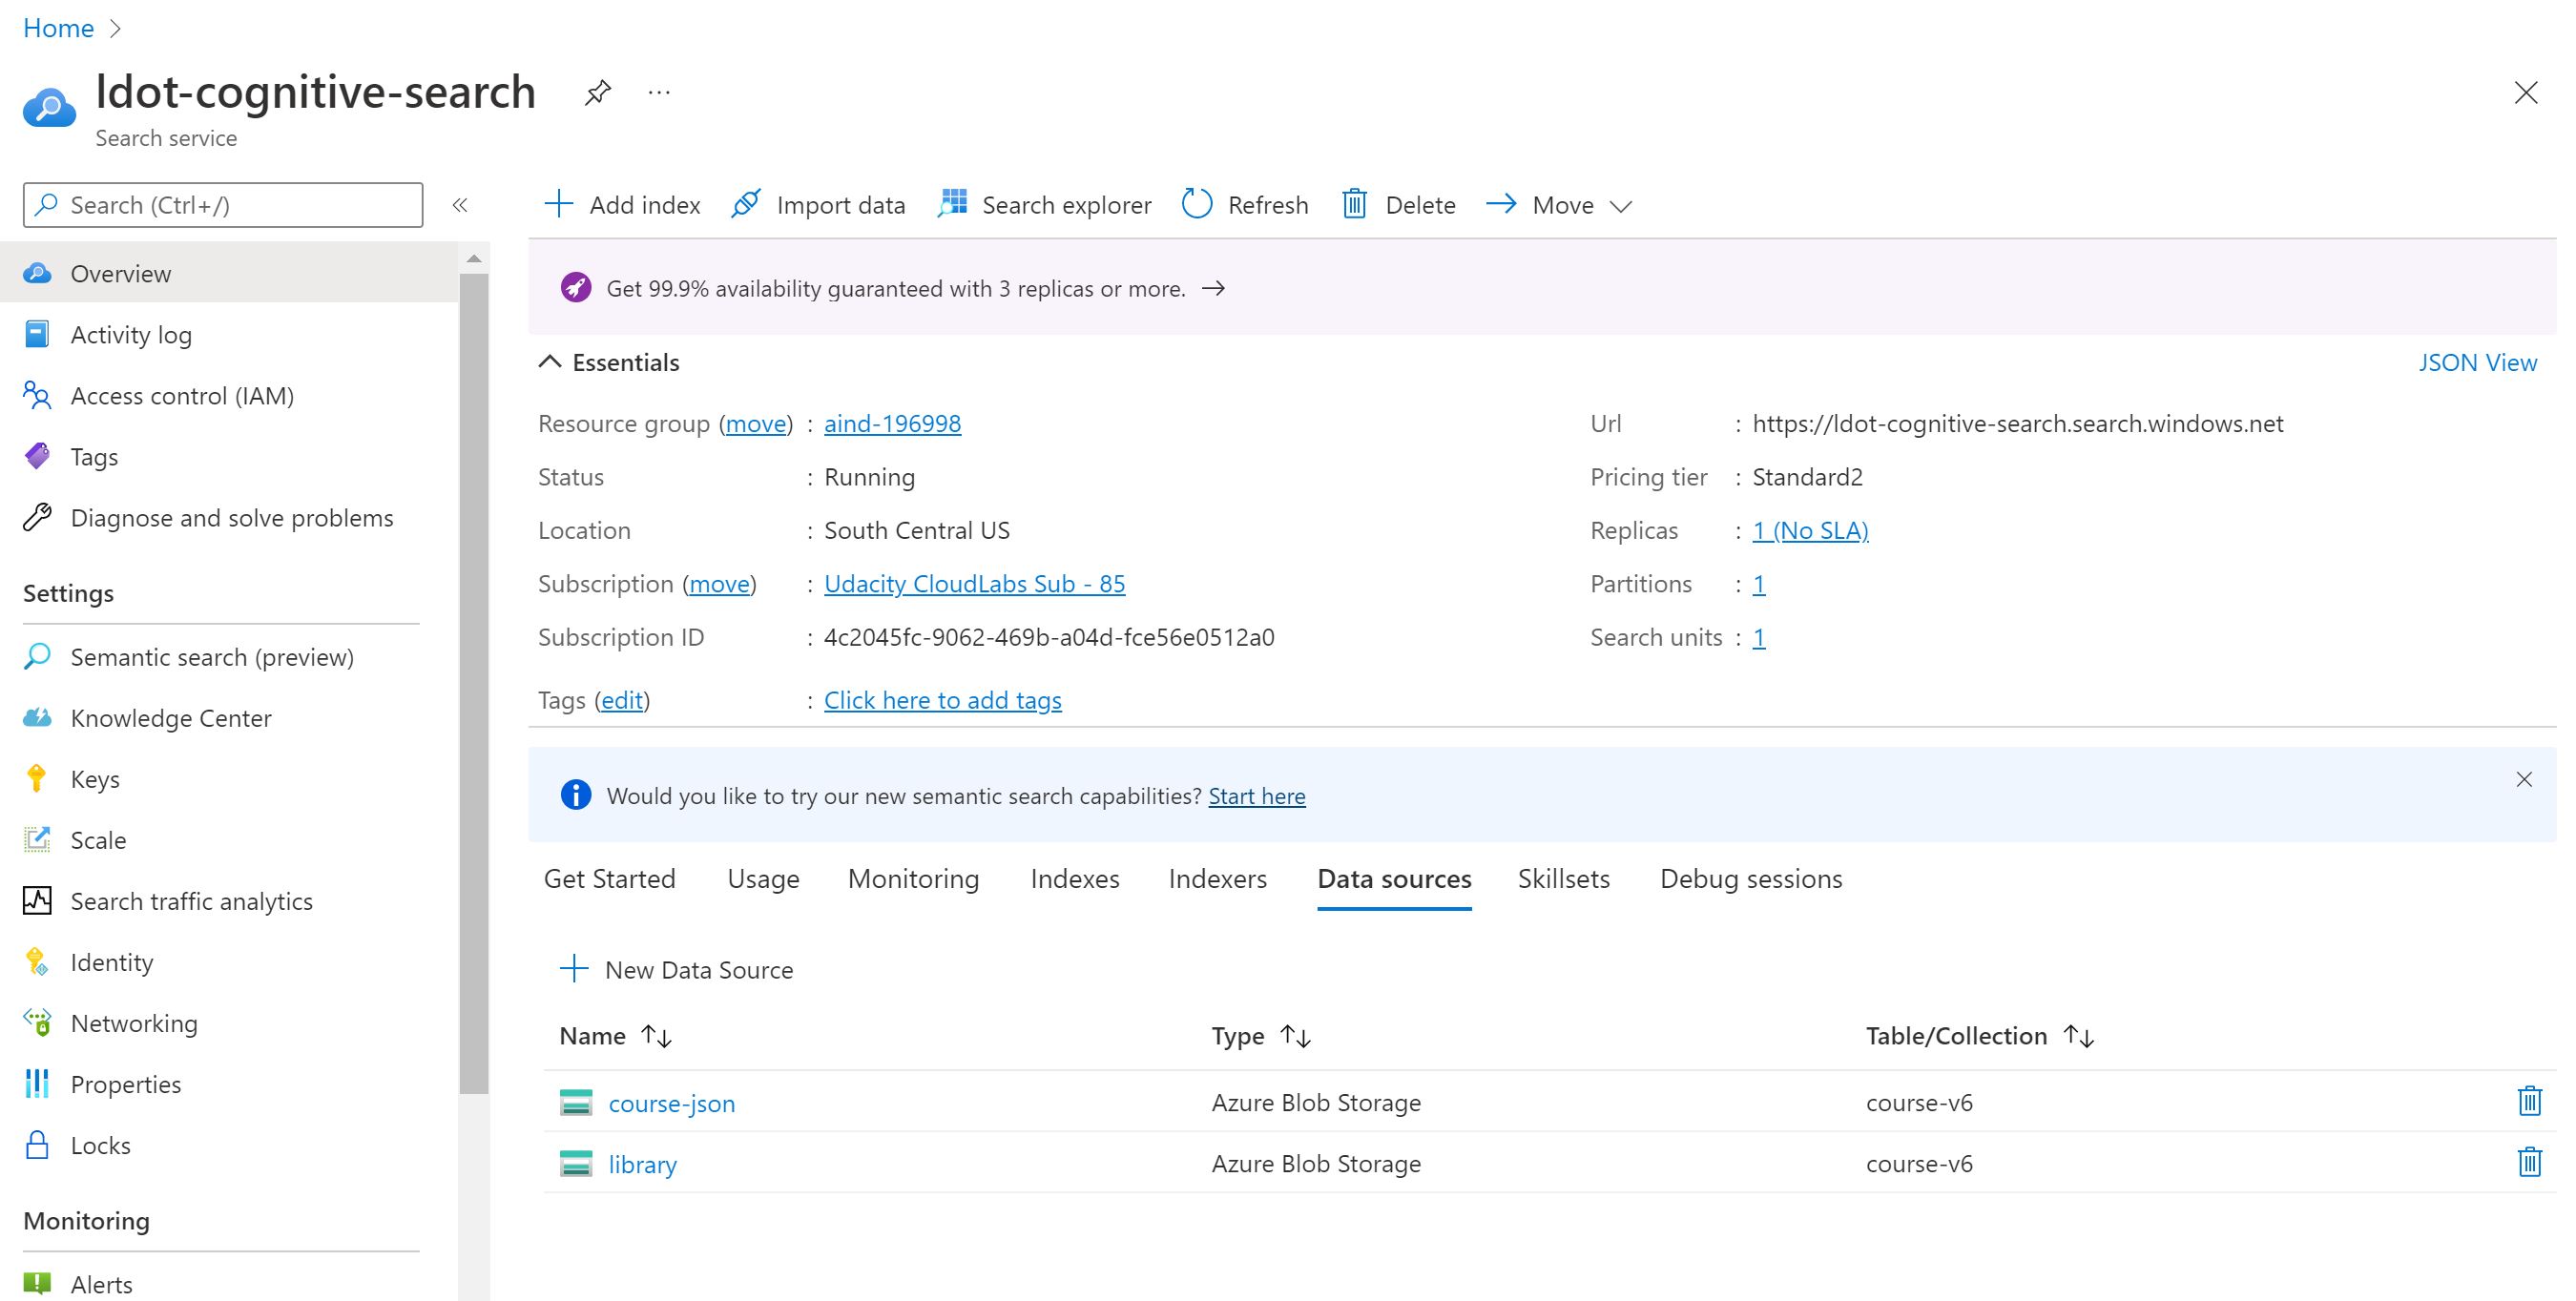 Home
ldot-cognitive-search
Search service
Search (Ctrl+/)
Add index
Import data
Search explorer
Refresh
Delete
Move
Overview
Activity log
Access control (IAM)
Tags
Diagnose and solve problems
Settings
Semantic search (preview)
Knowledge Center
Keys
Scale
Search traffic analytics
Identity
Networking
Properties
Locks
Monitoring
Alerts
Get 99.9% availability guaranteed with 3 replicas or more.
Essentials
JSON View
Resource group (move) : aind-196998
Status : Running
Location : South Central US
Subscription (move) : Udacity CloudLabs Sub - 85
Subscription ID : 4c2045fc-9062-469b-a04d-fce56e0512a0
Tags (edit) : Click here to add tags
Url : https://ldot-cognitive-search.search.windows.net
Pricing tier : Standard2
Replicas : 1 (No SLA)
Partitions : 1
Search units : 1
Would you like to try our new semantic search capabilities? Start here
Get Started Usage Monitoring Indexes Indexers Data sources Skillsets Debug sessions
New Data Source
Name Type Table/Collection
course-json Azure Blob Storage course-v6
library Azure Blob Storage course-v6